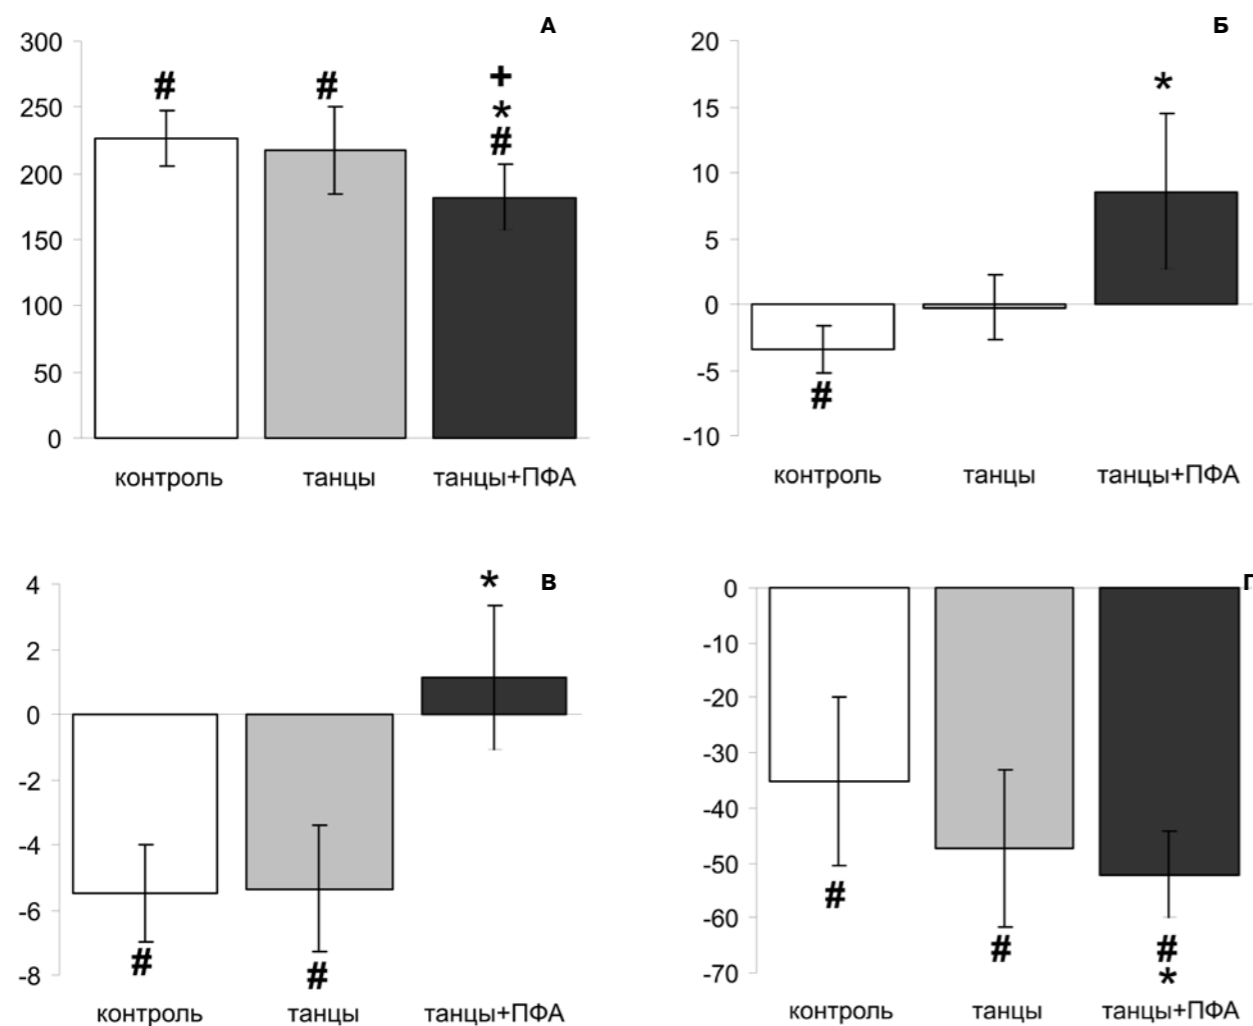 А
300
250
200
150
100
50
0
#
#
+
*
#
контроль
танцы
танцы+ПФА
Б
20
15
10
5
0
-5
-10
#
*
контроль
танцы
танцы+ПФА
В
4
2
0
-2
-4
-6
-8
#
#
*
контроль
танцы
танцы+ПФА
Г
0
-10
-20
-30
-40
-50
-60
-70
#
#
#
*
контроль
танцы
танцы+ПФА